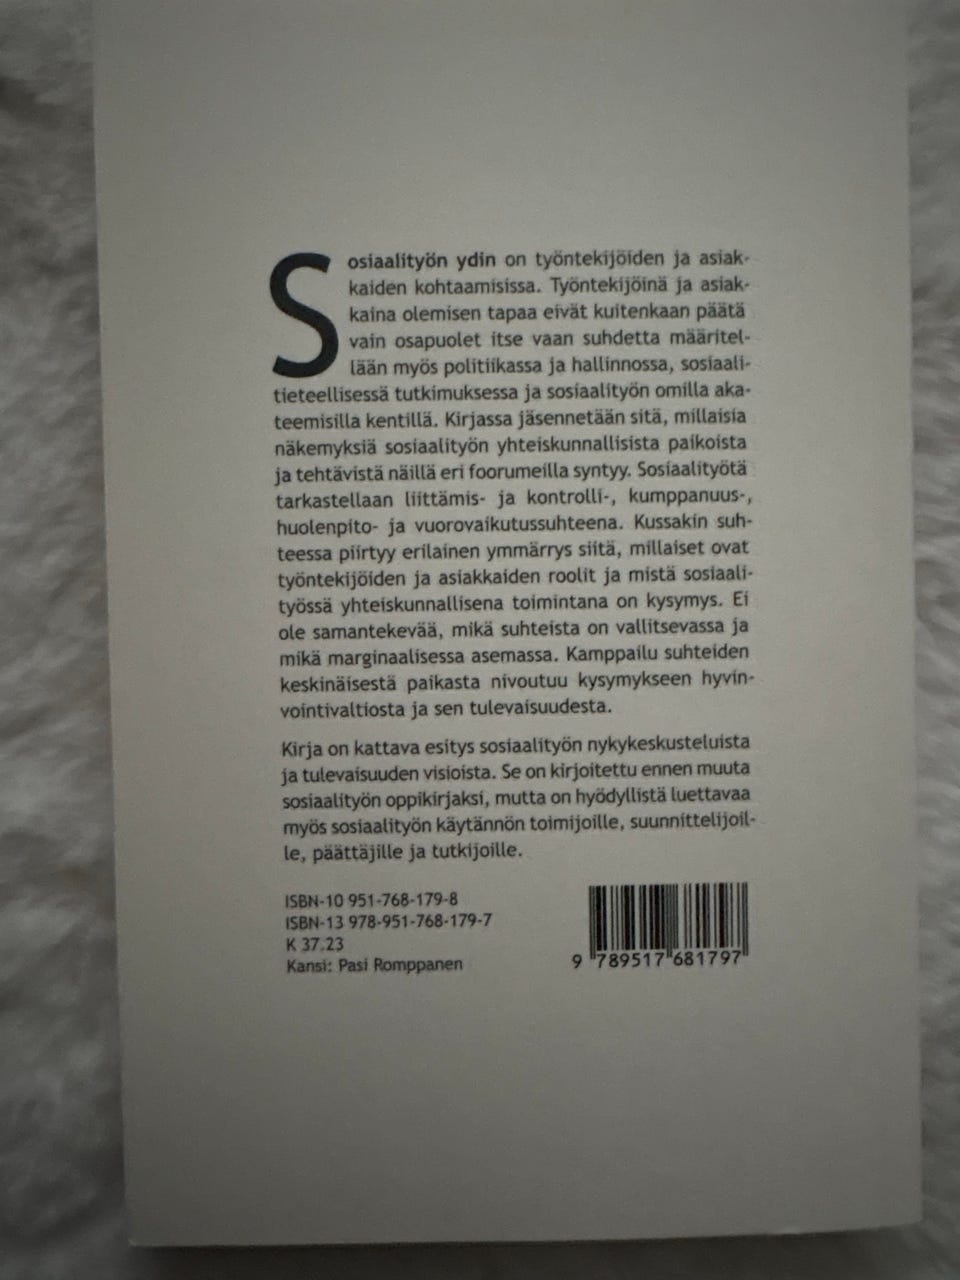 Sosiaalityön ydin on työntekijöiden ja asiak-
kaiden kohtaamisissa. Työntekijöinä ja asiak-
kaina olemisen tapaa eivät kuitenkaan päätä
vain osapuolet itse vaan suhdetta määritel-
lään myös politiikassa ja hallinnossa, sosiaali-
tieteellisessä tutkimuksessa ja sosiaalityön omilla aka-
teemisilla kentillä. Kirjassa jäsennetään sitä, millaisia
näkemyksiä sosiaalityön yhteiskunnallisista paikoista
ja tehtävistä näillä eri foorumeilla syntyy. Sosiaalityötä
tarkastellaan liittämis- ja kontrolli-, kumppanuus-,
huolenpito- ja vuorovaikutussuhteena. Kussakin suh-
teessa piirtyy erilainen ymmärrys siitä, millaiset ovat
työntekijöiden ja asiakkaiden roolit ja mistä sosiaali-
työssä yhteiskunnallisena toimintana on kysymys. Ei
ole samantekevää, mikä suhteista on vallitsevassa ja
mikä marginaalisessa asemassa. Kamppailu suhteiden
keskinäisestä paikasta nivoutuu kysymykseen hyvin-
vointivaltiosta ja sen tulevaisuudesta.
Kirja on kattava esitys sosiaalityön nykykeskusteluista
ja tulevaisuuden visioista. Se on kirjoitettu ennen muuta
sosiaalityön oppikirjaksi, mutta on hyödyllistä luettavaa
myös sosiaalityön käytännön toimijoille, suunnittelijoil-
le, päättäjille ja tutkijoille.
ISBN-10 951-768-179-8
ISBN-13 978-951-768-179-7
K 37.23
Kansi: Pasi Romppanen
9 789517 681797